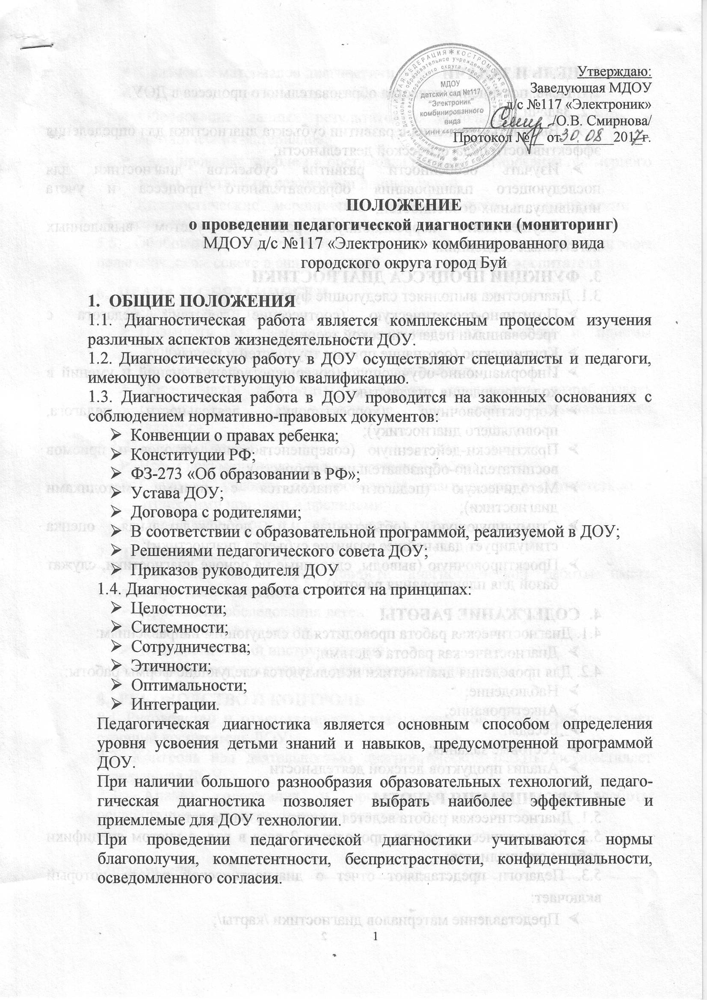 Утверждаю:
Заведующая МДОУ
д/с №117 «Электроник»
/О.В. Смирнова/
Протокол № от 30.08 2017г.
МДОУ
детский сад №117
"Электроник"
комбинированного
вида
ПОЛОЖЕНИЕ
о проведении педагогической диагностики (мониторинг)
МДОУ д/с №117 «Электроник» комбинированного вида
городского округа город Буй
1. ОБЩИЕ ПОЛОЖЕНИЯ
1.1. Диагностическая работа является комплексным процессом изучения
различных аспектов жизнедеятельности ДОУ.
1.2. Диагностическую работу в ДОУ осуществляют специалисты и педагоги,
имеющую соответствующую квалификацию.
1.3. Диагностическая работа в ДОУ проводится на законных основаниях с
соблюдением нормативно-правовых документов:
➢ Конвенции о правах ребенка;
➢ Конституции РФ;
➢ ФЗ-273 «Об образовании в РФ»;
➢ Устава ДОУ;
➢ Договора с родителями;
➢ В соответствии с образовательной программой, реализуемой в ДОУ;
➢ Решениями педагогического совета ДОУ;
➢ Приказов руководителя ДОУ
1.4. Диагностическая работа строится на принципах:
➢ Целостности;
➢ Системности;
➢ Сотрудничества;
➢ Этичности;
➢ Оптимальности;
➢ Интеграции.
Педагогическая диагностика является основным способом определения
уровня усвоения детьми знаний и навыков, предусмотренной программой
ДОУ.
При наличии большого разнообразия образовательных технологий, педаго-
гическая диагностика позволяет выбрать наиболее эффективные и
приемлемые для ДОУ технологии.
При проведении педагогической диагностики учитываются нормы
благополучия, компетентности, беспристрастности, конфиденциальности,
осведомленного согласия.
1